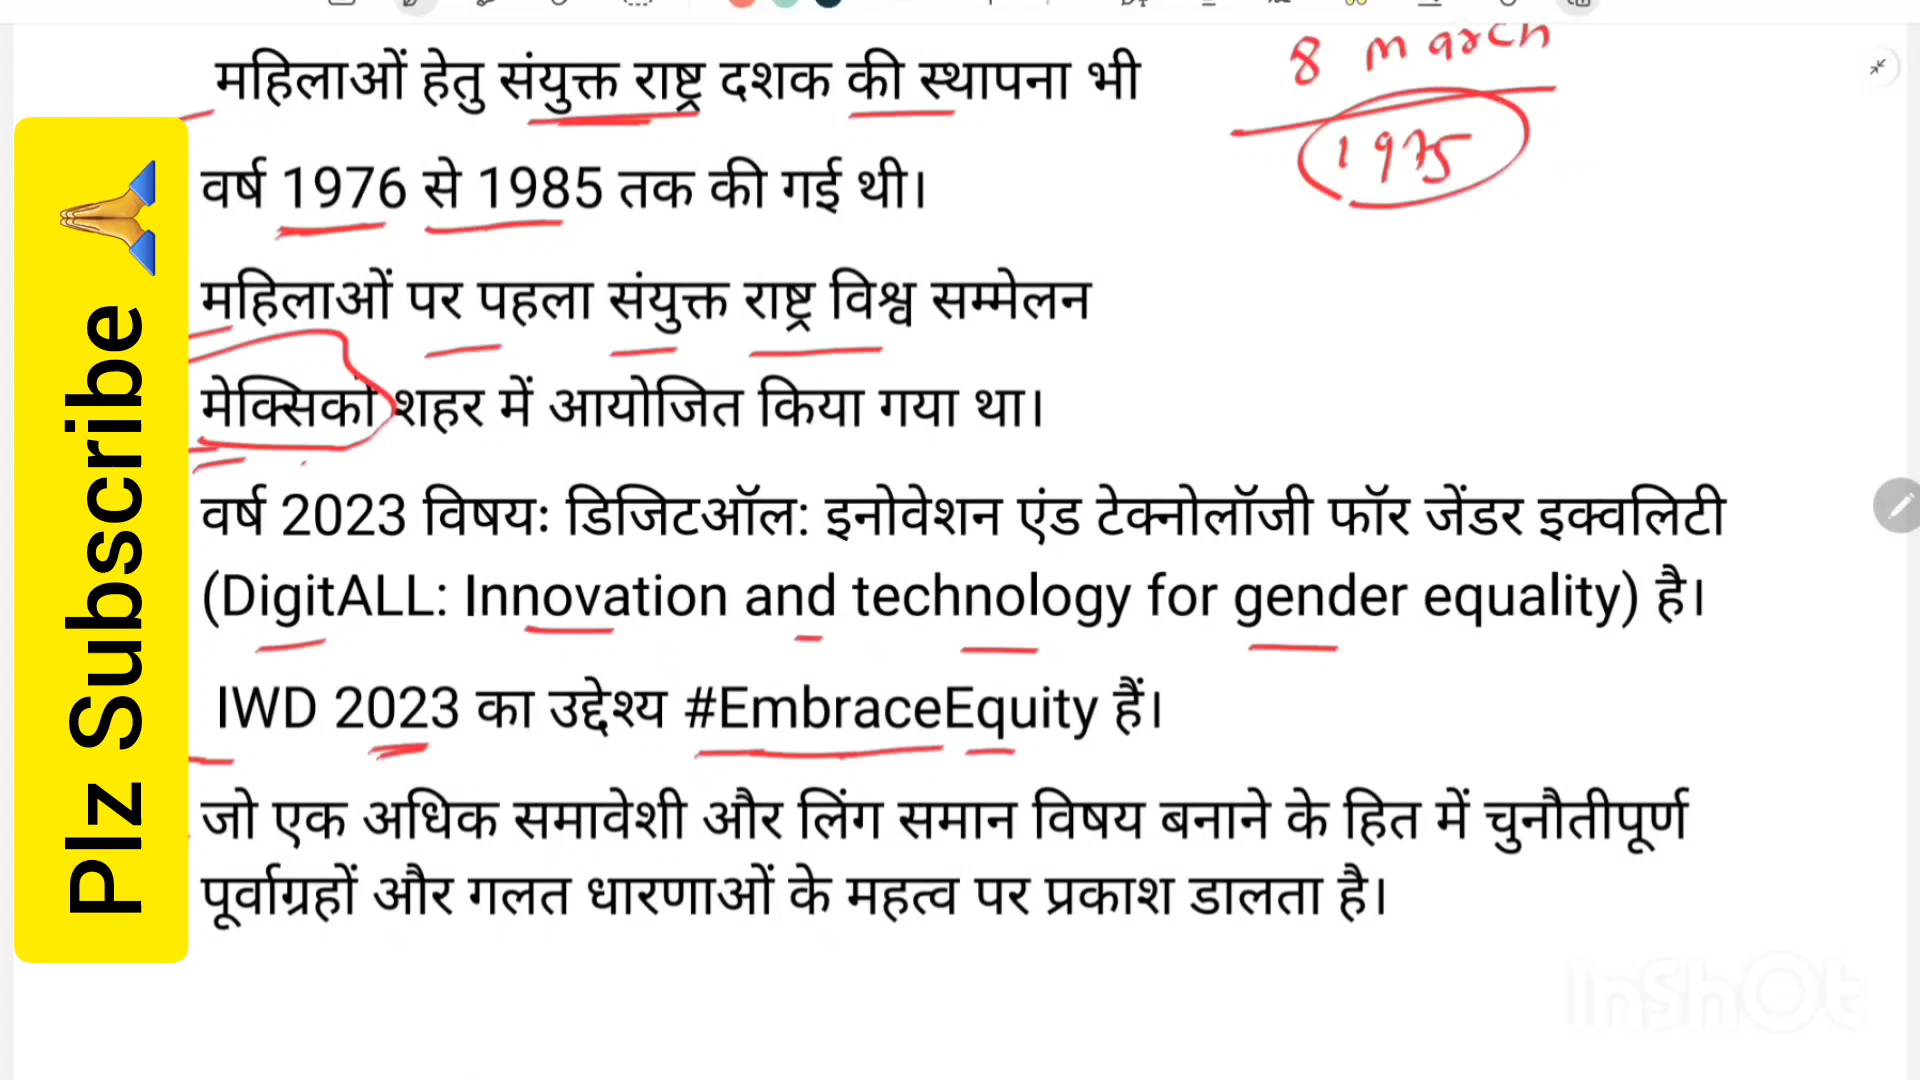 महिलाओं हेतु संयुक्त राष्ट्र दशक की स्थापना भी
8 march
1975
वर्ष 1976 से 1985 तक की गई थी।
महिलाओं पर पहला संयुक्त राष्ट्र विश्व सम्मेलन
मेक्सिको शहर में आयोजित किया गया था।
वर्ष 2023 विषयः डिजिटऑल: इनोवेशन एंड टेक्नोलॉजी फॉर जेंडर इक्वलिटी
(DigitALL: Innovation and technology for gender equality) है।
IWD 2023 का उद्देश्य #EmbraceEquity हैं।
जो एक अधिक समावेशी और लिंग समान विषय बनाने के हित में चुनौतीपूर्ण
पूर्वाग्रहों और गलत धारणाओं के महत्व पर प्रकाश डालता है।
Plz Subscribe 🙏
InShOt